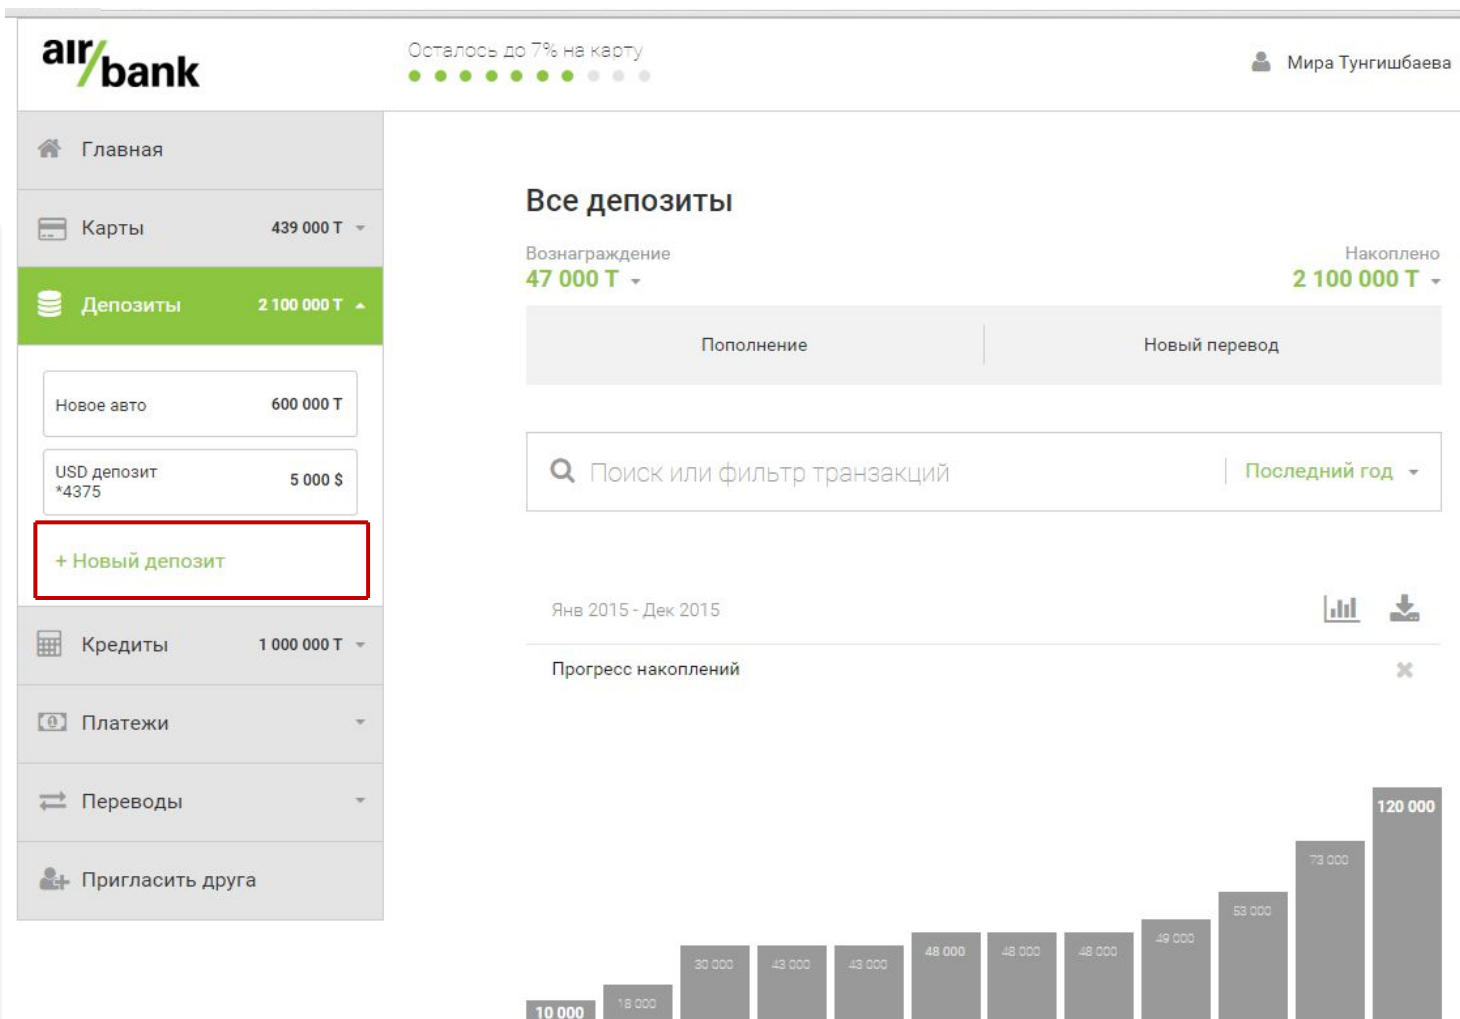 air/bank
Осталось до 7% на карту
Мира Тунгишбаева
Главная
Карты 439 000 T
Депозиты 2 100 000 T
Новое авто 600 000 T
USD депозит 5 000 $
*4375
+ Новый депозит
Кредиты 1 000 000 T
Платежи
Переводы
Пригласить друга
Все депозиты
Вознаграждение Накоплено
47 000 T 2 100 000 T
Пополнение Новый перевод
Поиск или фильтр транзакций Последний год
Янв 2015 - Дек 2015
Прогресс накоплений
10 000 18 000 30 000 43 000 43 000 48 000 48 000 48 000 49 000 53 000 73 000 120 000